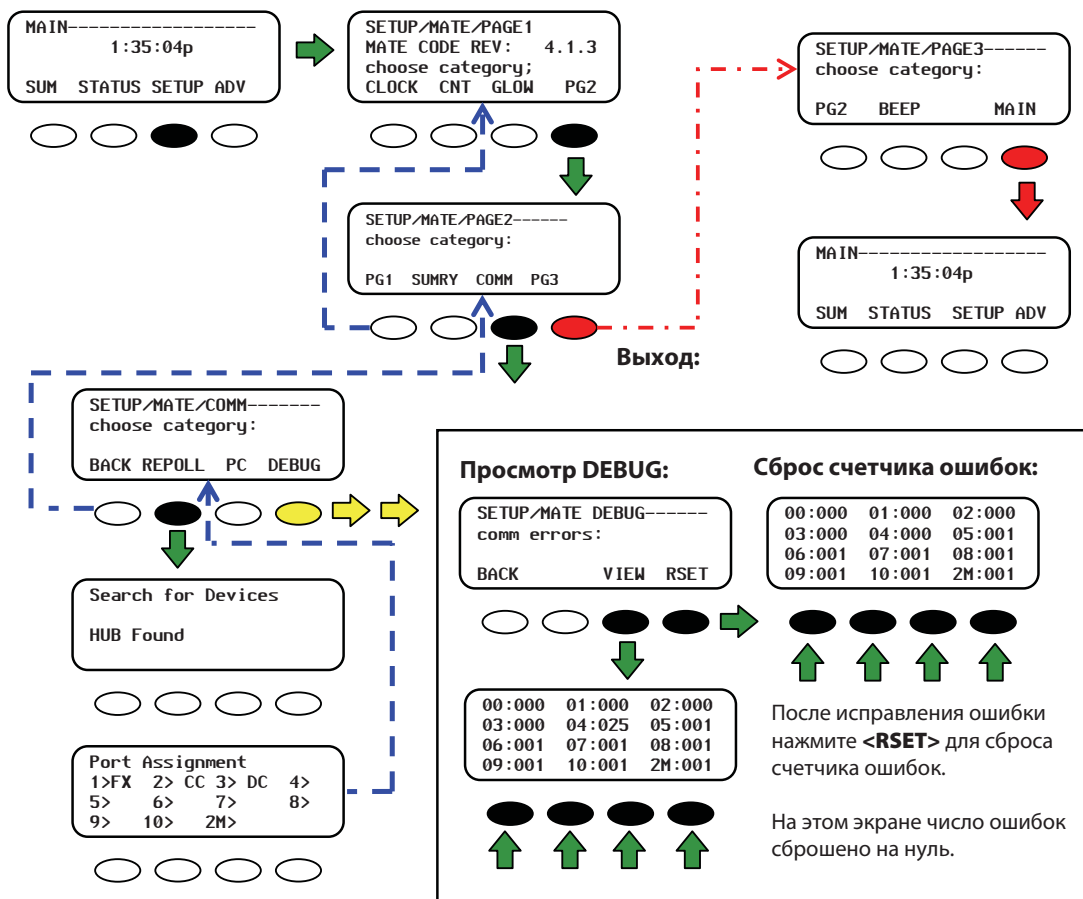 MAIN------------------
1:35:04p
SUM STATUS SETUP ADV
SETUP/MATE/PAGE1
MATE CODE REV: 4.1.3
choose category;
CLOCK CNT GLOW PG2
SETUP/MATE/PAGE3------
choose category:
PG2 BEEP MAIN
SETUP/MATE/PAGE2------
choose category:
PG1 SUMRY COMM PG3
MAIN------------------
1:35:04p
SUM STATUS SETUP ADV
Выход:
SETUP/MATE/COMM-------
choose category:
BACK REPOLL PC DEBUG
Search for Devices
HUB Found
Port Assignment
1>FX 2> CC 3> DC 4>
5> 6> 7> 8>
9> 10> 2M>
Просмотр DEBUG:
SETUP/MATE DEBUG------
comm errors:
BACK VIEW RSET
00:000 01:000 02:000
03:000 04:025 05:001
06:001 07:001 08:001
09:001 10:001 2M:001
Сброс счетчика ошибок:
00:000 01:000 02:000
03:000 04:000 05:001
06:001 07:001 08:001
09:001 10:001 2M:001
После исправления ошибки
нажмите <RSET> для сброса
счетчика ошибок.
На этом экране число ошибок
сброшено на нуль.